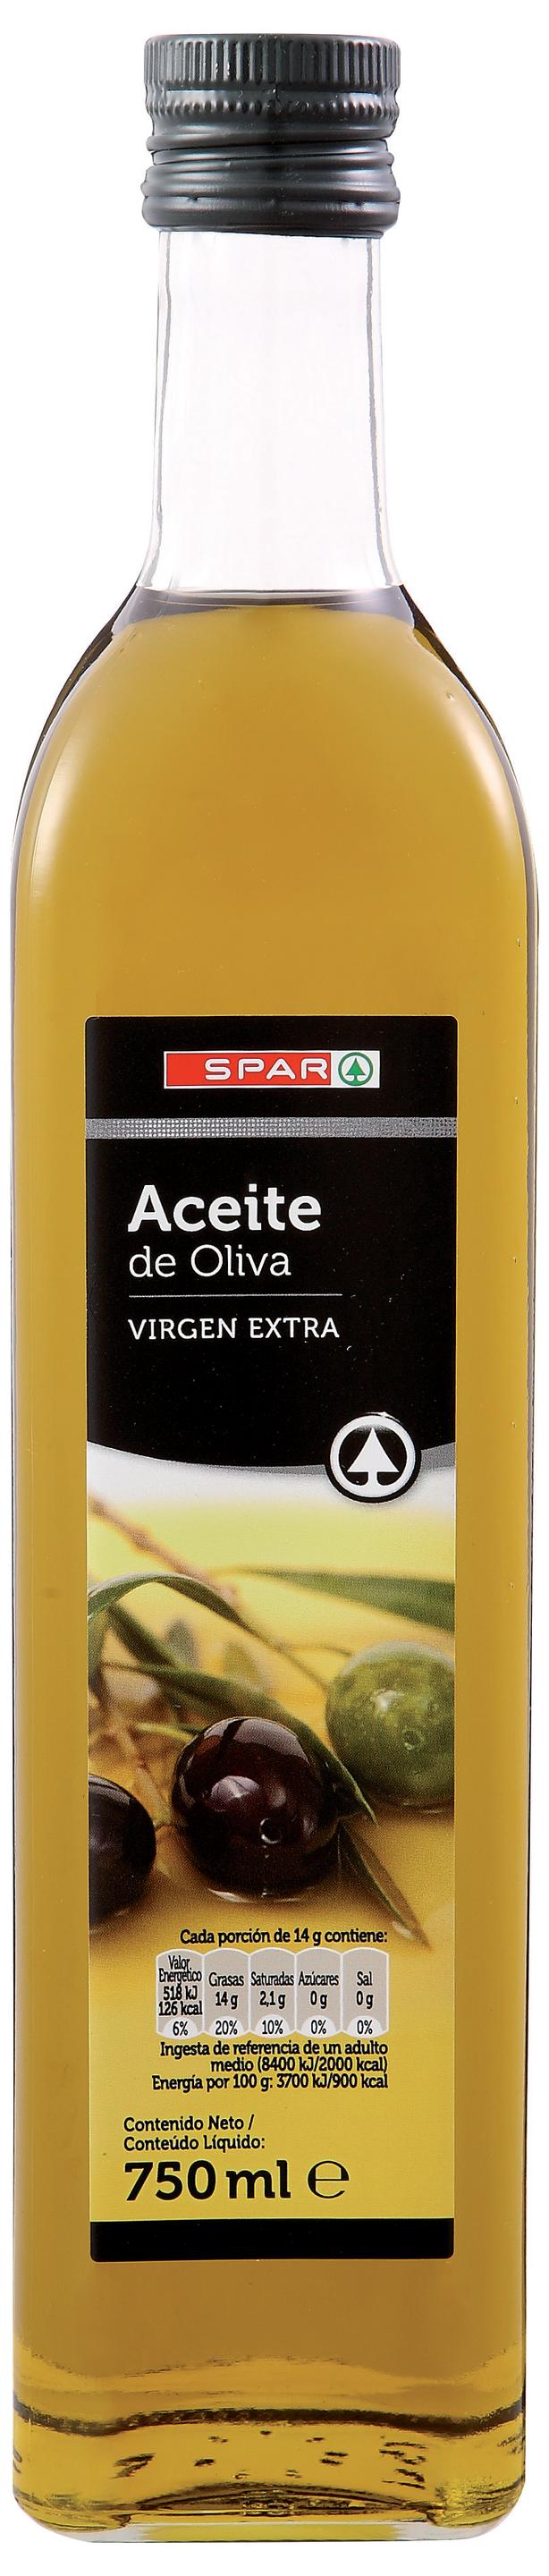 SPAR
Aceite
de Oliva
VIRGEN EXTRA
Cada porción de 14 g contiene:
Valor Energético 518 kJ 126 kcal 6%
Grasas 14 g 20%
Saturadas 2,1 g 10%
Azúcares 0 g 0%
Sal 0 g 0%
Ingesta de referencia de un adulto
medio (8400 kJ/2000 kcal)
Energía por 100 g: 3700 kJ/900 kcal
Contenido Neto /
Conteúdo Líquido:
750 ml ℮